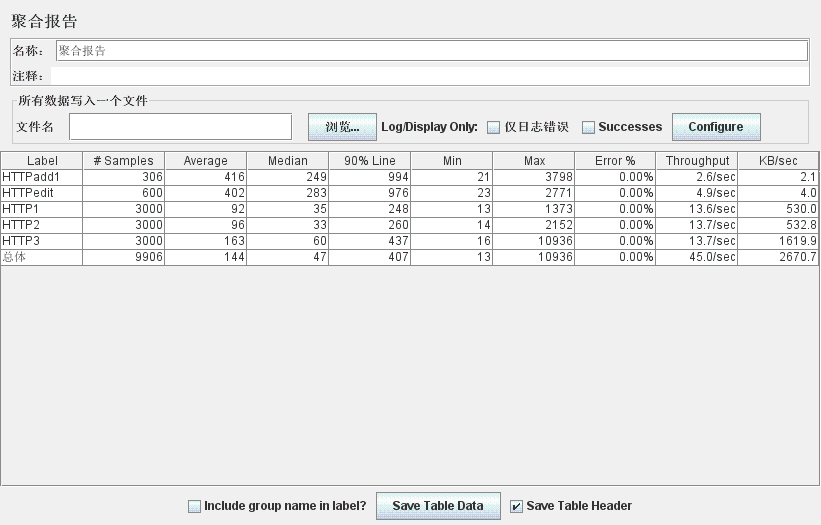 聚合报告
名称： 聚合报告
注释：
所有数据写入一个文件
文件名 浏览... Log/Display Only: 仅日志错误 Successes Configure
Label # Samples Average Median 90% Line Min Max Error % Throughput KB/sec
HTTPadd1 306 416 249 994 21 3798 0.00% 2.6/sec 2.1
HTTPedit 600 402 283 976 23 2771 0.00% 4.9/sec 4.0
HTTP1 3000 92 35 248 13 1373 0.00% 13.6/sec 530.0
HTTP2 3000 96 33 260 14 2152 0.00% 13.7/sec 532.8
HTTP3 3000 163 60 437 16 10936 0.00% 13.7/sec 1619.9
总体 9906 144 47 407 13 10936 0.00% 45.0/sec 2670.7
Include group name in label? Save Table Data Save Table Header